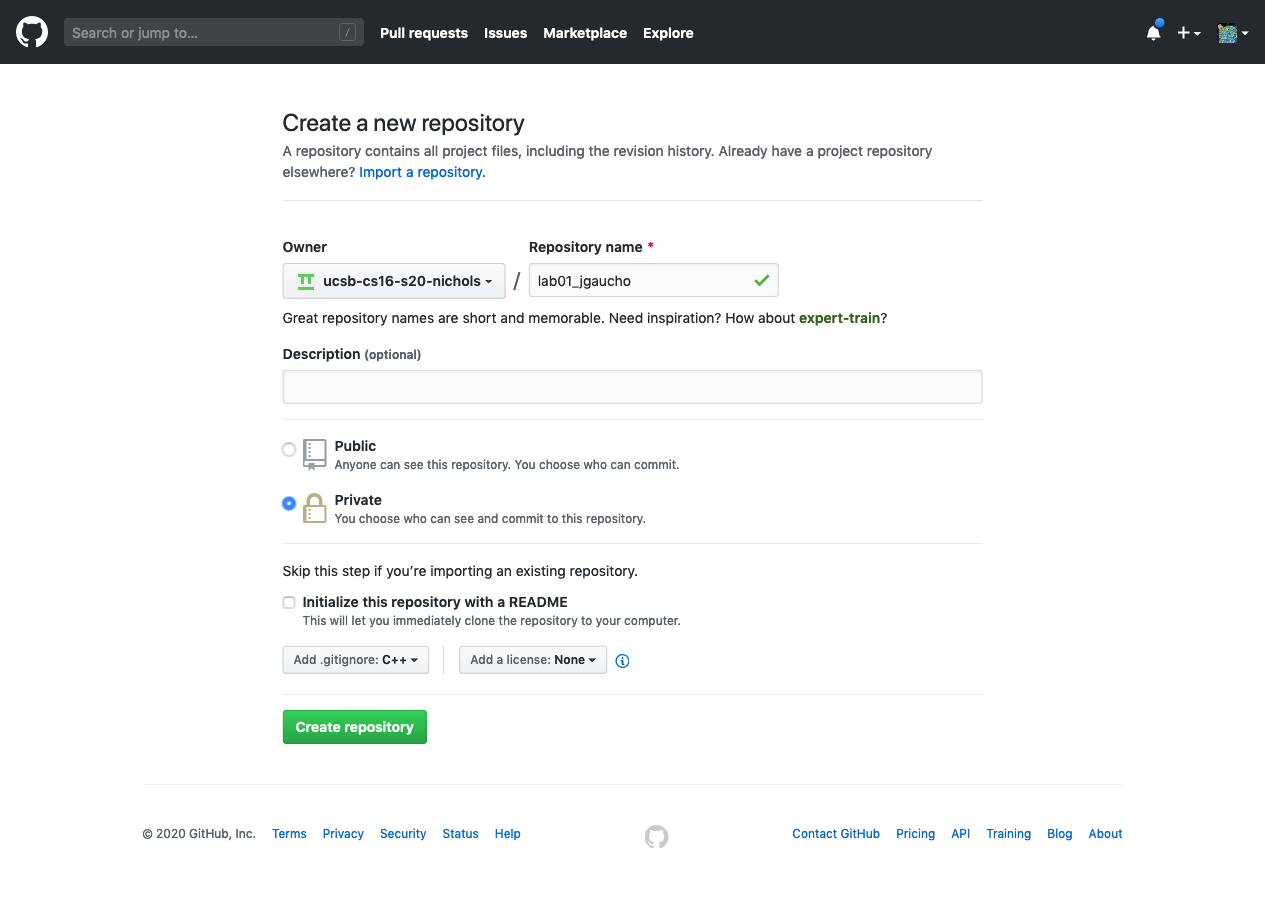 Search or jump to... / Pull requests Issues Marketplace Explore
Create a new repository
A repository contains all project files, including the revision history. Already have a project repository
elsewhere? Import a repository.
Owner Repository name *
ucsb-cs16-s20-nichols / lab01_jgaucho
Great repository names are short and memorable. Need inspiration? How about expert-train?
Description (optional)
Public
Anyone can see this repository. You choose who can commit.
Private
You choose who can see and commit to this repository.
Skip this step if you’re importing an existing repository.
Initialize this repository with a README
This will let you immediately clone the repository to your computer.
Add .gitignore: C++ Add a license: None
Create repository
© 2020 GitHub, Inc. Terms Privacy Security Status Help Contact GitHub Pricing API Training Blog About